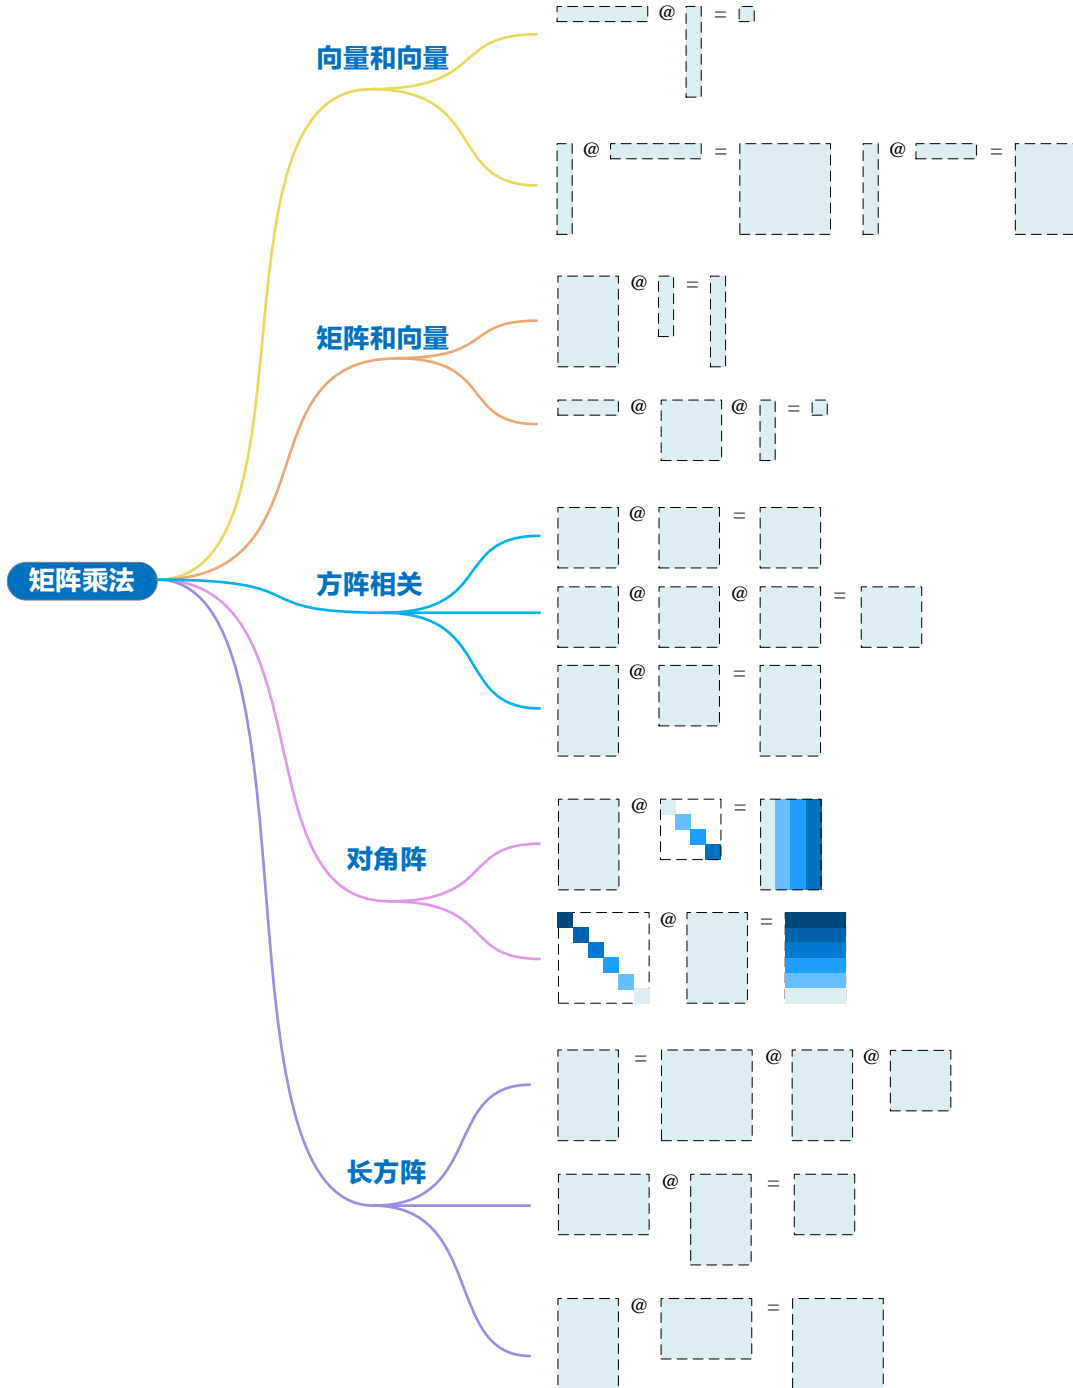 @ =
向量和向量
@ = @ =
@ =
矩阵和向量
@ @ =
@ =
矩阵乘法
方阵相关
@ @ =
@ =
@ =
对角阵
@ =
= @ @
长方阵
@ =
@ =